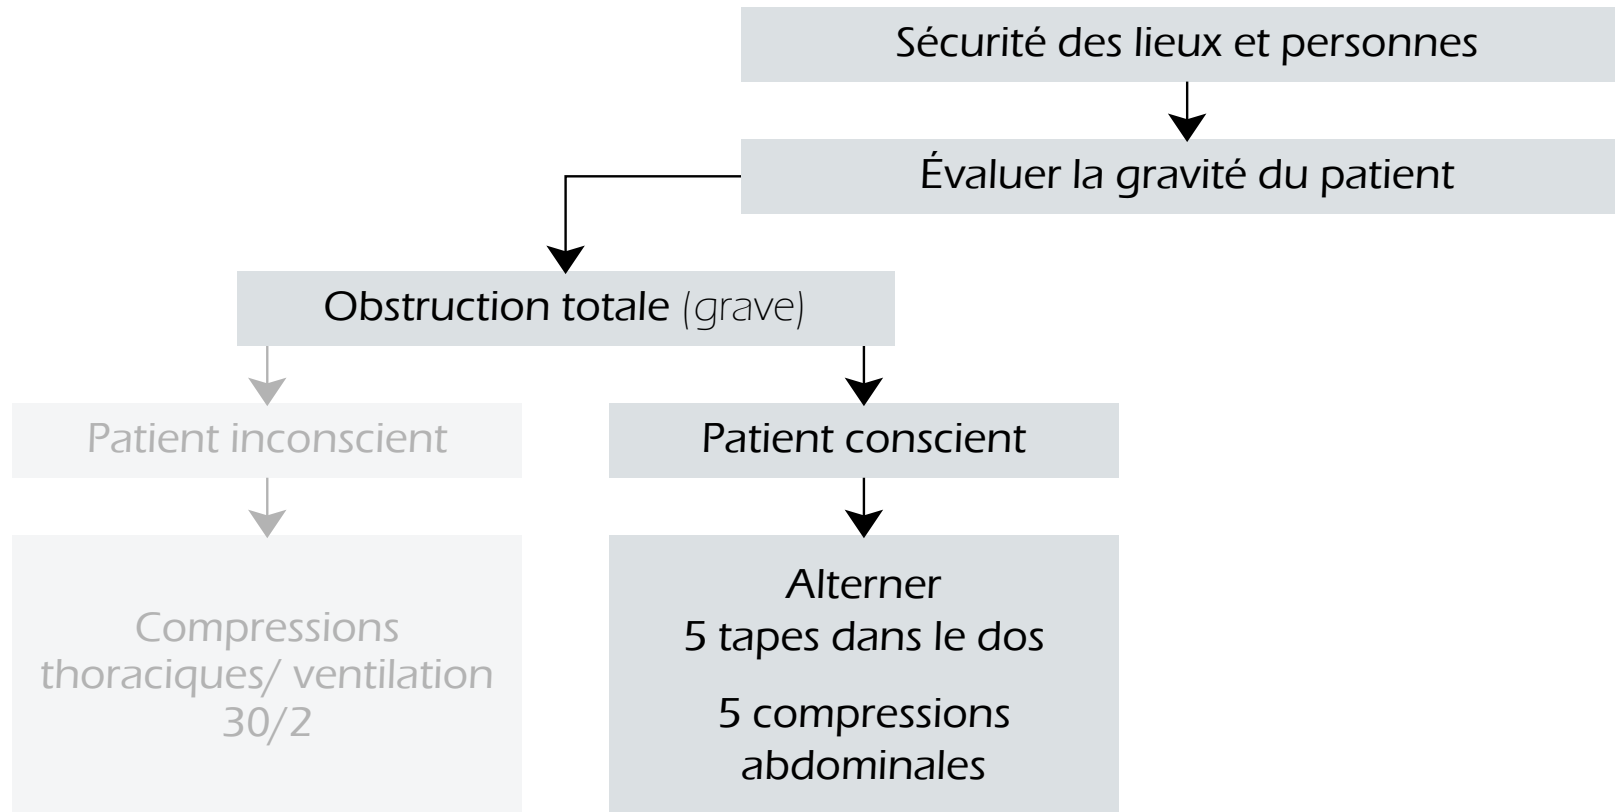 Sécurité des lieux et personnes
Évaluer la gravité du patient
Obstruction totale (grave)
Patient inconscient
Patient conscient
Compressions
thoraciques/ ventilation
30/2
Alterner
5 tapes dans le dos
5 compressions
abdominales